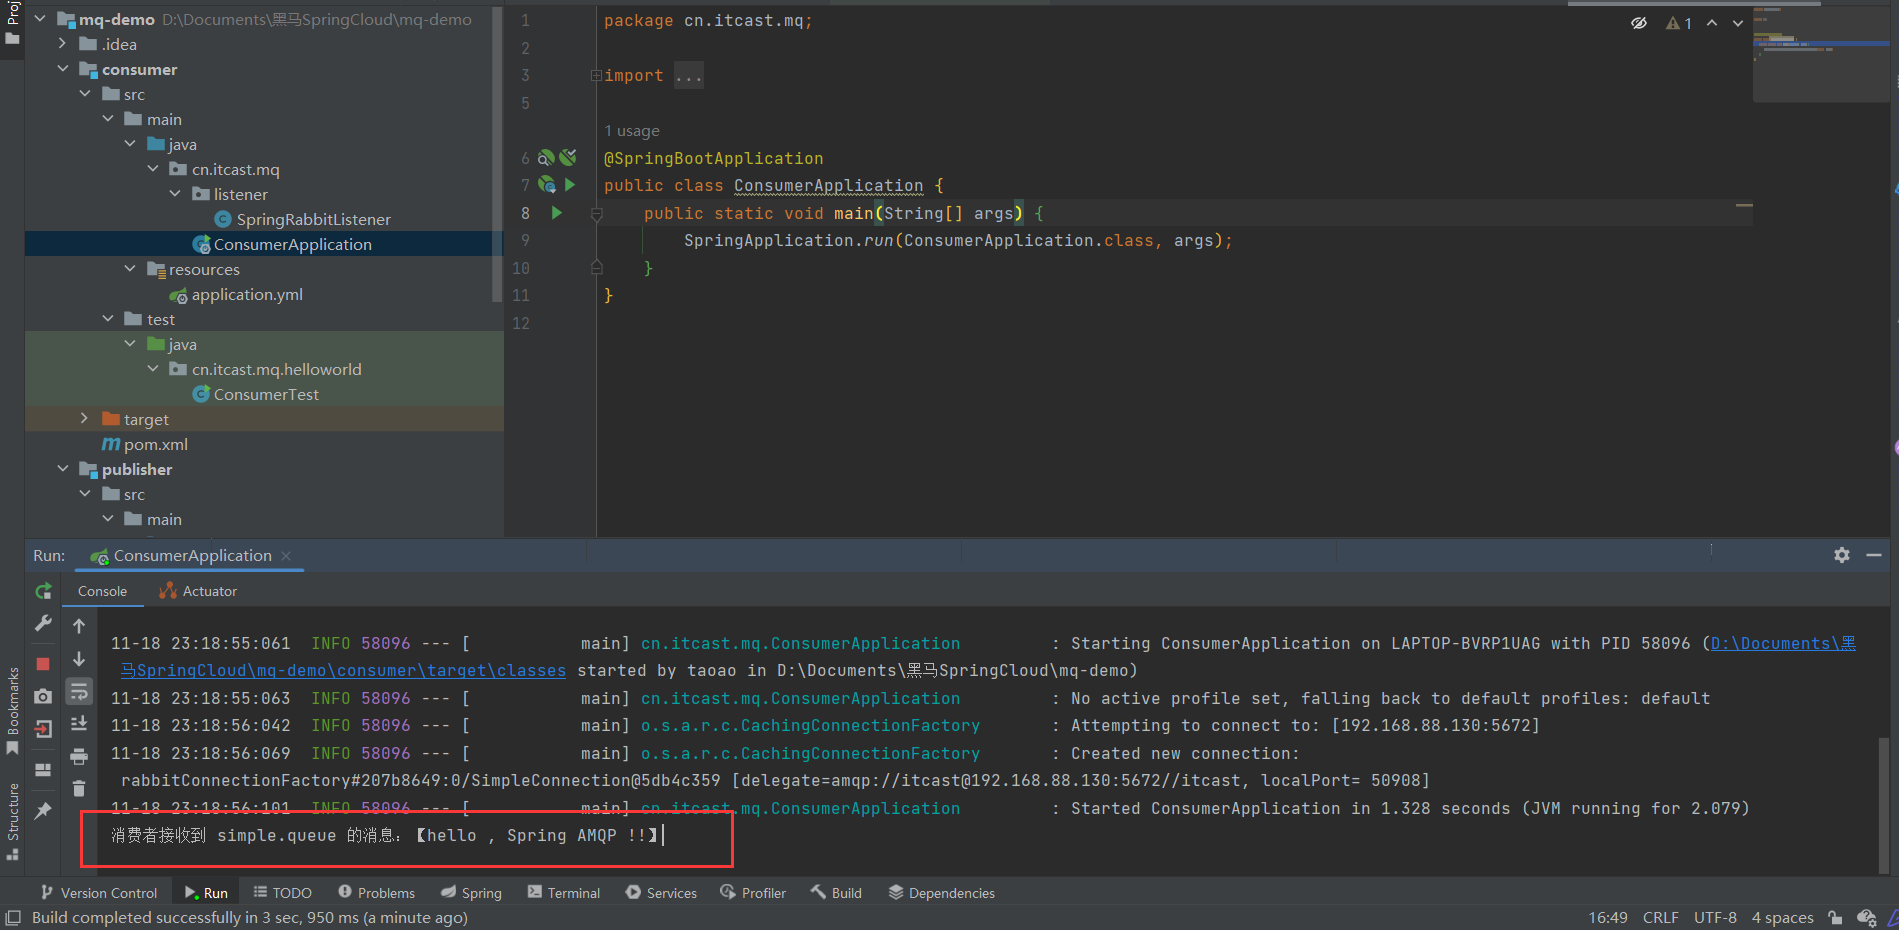 Proj
mq-demo D:\Documents\黑马SpringCloud\mq-demo
.idea
consumer
src
main
java
cn.itcast.mq
listener
SpringRabbitListener
ConsumerApplication
resources
application.yml
test
java
cn.itcast.mq.helloworld
ConsumerTest
target
pom.xml
publisher
src
main
1 package cn.itcast.mq;
2
3 import ...
5
1 usage
6 @SpringBootApplication
7 public class ConsumerApplication {
8 public static void main(String[] args) {
9 SpringApplication.run(ConsumerApplication.class, args);
10 }
11 }
12
1
Run: ConsumerApplication
Console Actuator
11-18 23:18:55:061 INFO 58096 --- [ main] cn.itcast.mq.ConsumerApplication : Starting ConsumerApplication on LAPTOP-BVRP1UAG with PID 58096 (D:\Documents\黑
马SpringCloud\mq-demo\consumer\target\classes started by taoao in D:\Documents\黑马SpringCloud\mq-demo)
11-18 23:18:55:063 INFO 58096 --- [ main] cn.itcast.mq.ConsumerApplication : No active profile set, falling back to default profiles: default
11-18 23:18:56:042 INFO 58096 --- [ main] o.s.a.r.c.CachingConnectionFactory : Attempting to connect to: [192.168.88.130:5672]
11-18 23:18:56:069 INFO 58096 --- [ main] o.s.a.r.c.CachingConnectionFactory : Created new connection:
rabbitConnectionFactory#207b8649:0/SimpleConnection@5db4c359 [delegate=amqp://itcast@192.168.88.130:5672//itcast, localPort= 50908]
11-18 23:18:56:101 INFO 58096 --- [ main] cn.itcast.mq.ConsumerApplication : Started ConsumerApplication in 1.328 seconds (JVM running for 2.079)
消费者接收到 simple.queue 的消息：【hello , Spring AMQP !!】
Bookmarks
Structure
Version Control Run TODO Problems Spring Terminal Services Profiler Build Dependencies
Build completed successfully in 3 sec, 950 ms (a minute ago) 16:49 CRLF UTF-8 4 spaces